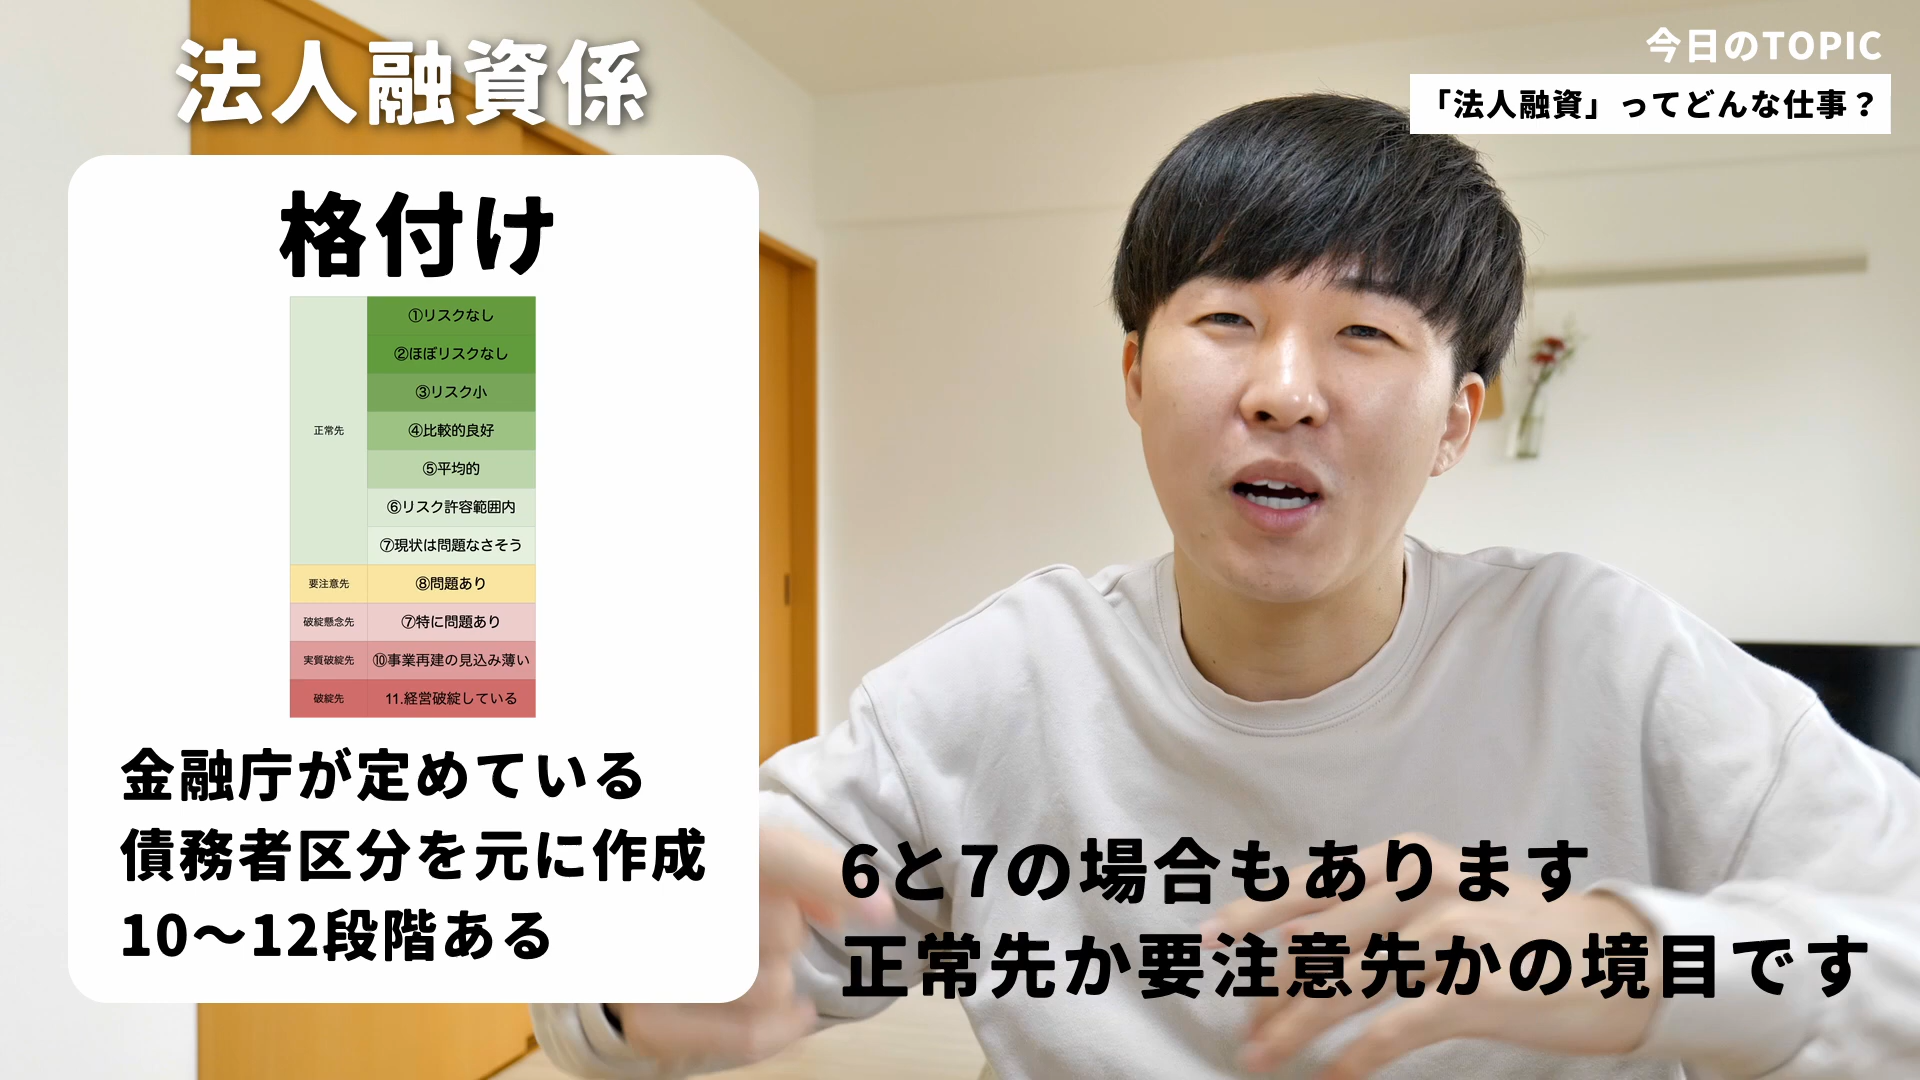 法人融資係
今日のTOPIC
「法人融資」ってどんな仕事？
格付け
正常先
①リスクなし
②ほぼリスクなし
③リスク小
④比較的良好
⑤平均的
⑥リスク許容範囲内
⑦現状は問題なさそう
要注意先
⑧問題あり
破綻懸念先
⑦特に問題あり
実質破綻先
⑩事業再建の見込み薄い
破綻先
11.経営破綻している
金融庁が定めている
債務者区分を元に作成
10〜12段階ある
6と7の場合もあります
正常先か要注意先かの境目です